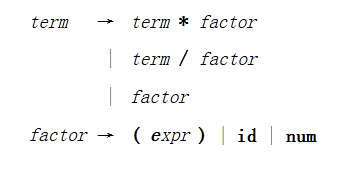 term → term * factor
| term / factor
| factor
factor → ( expr ) | id | num